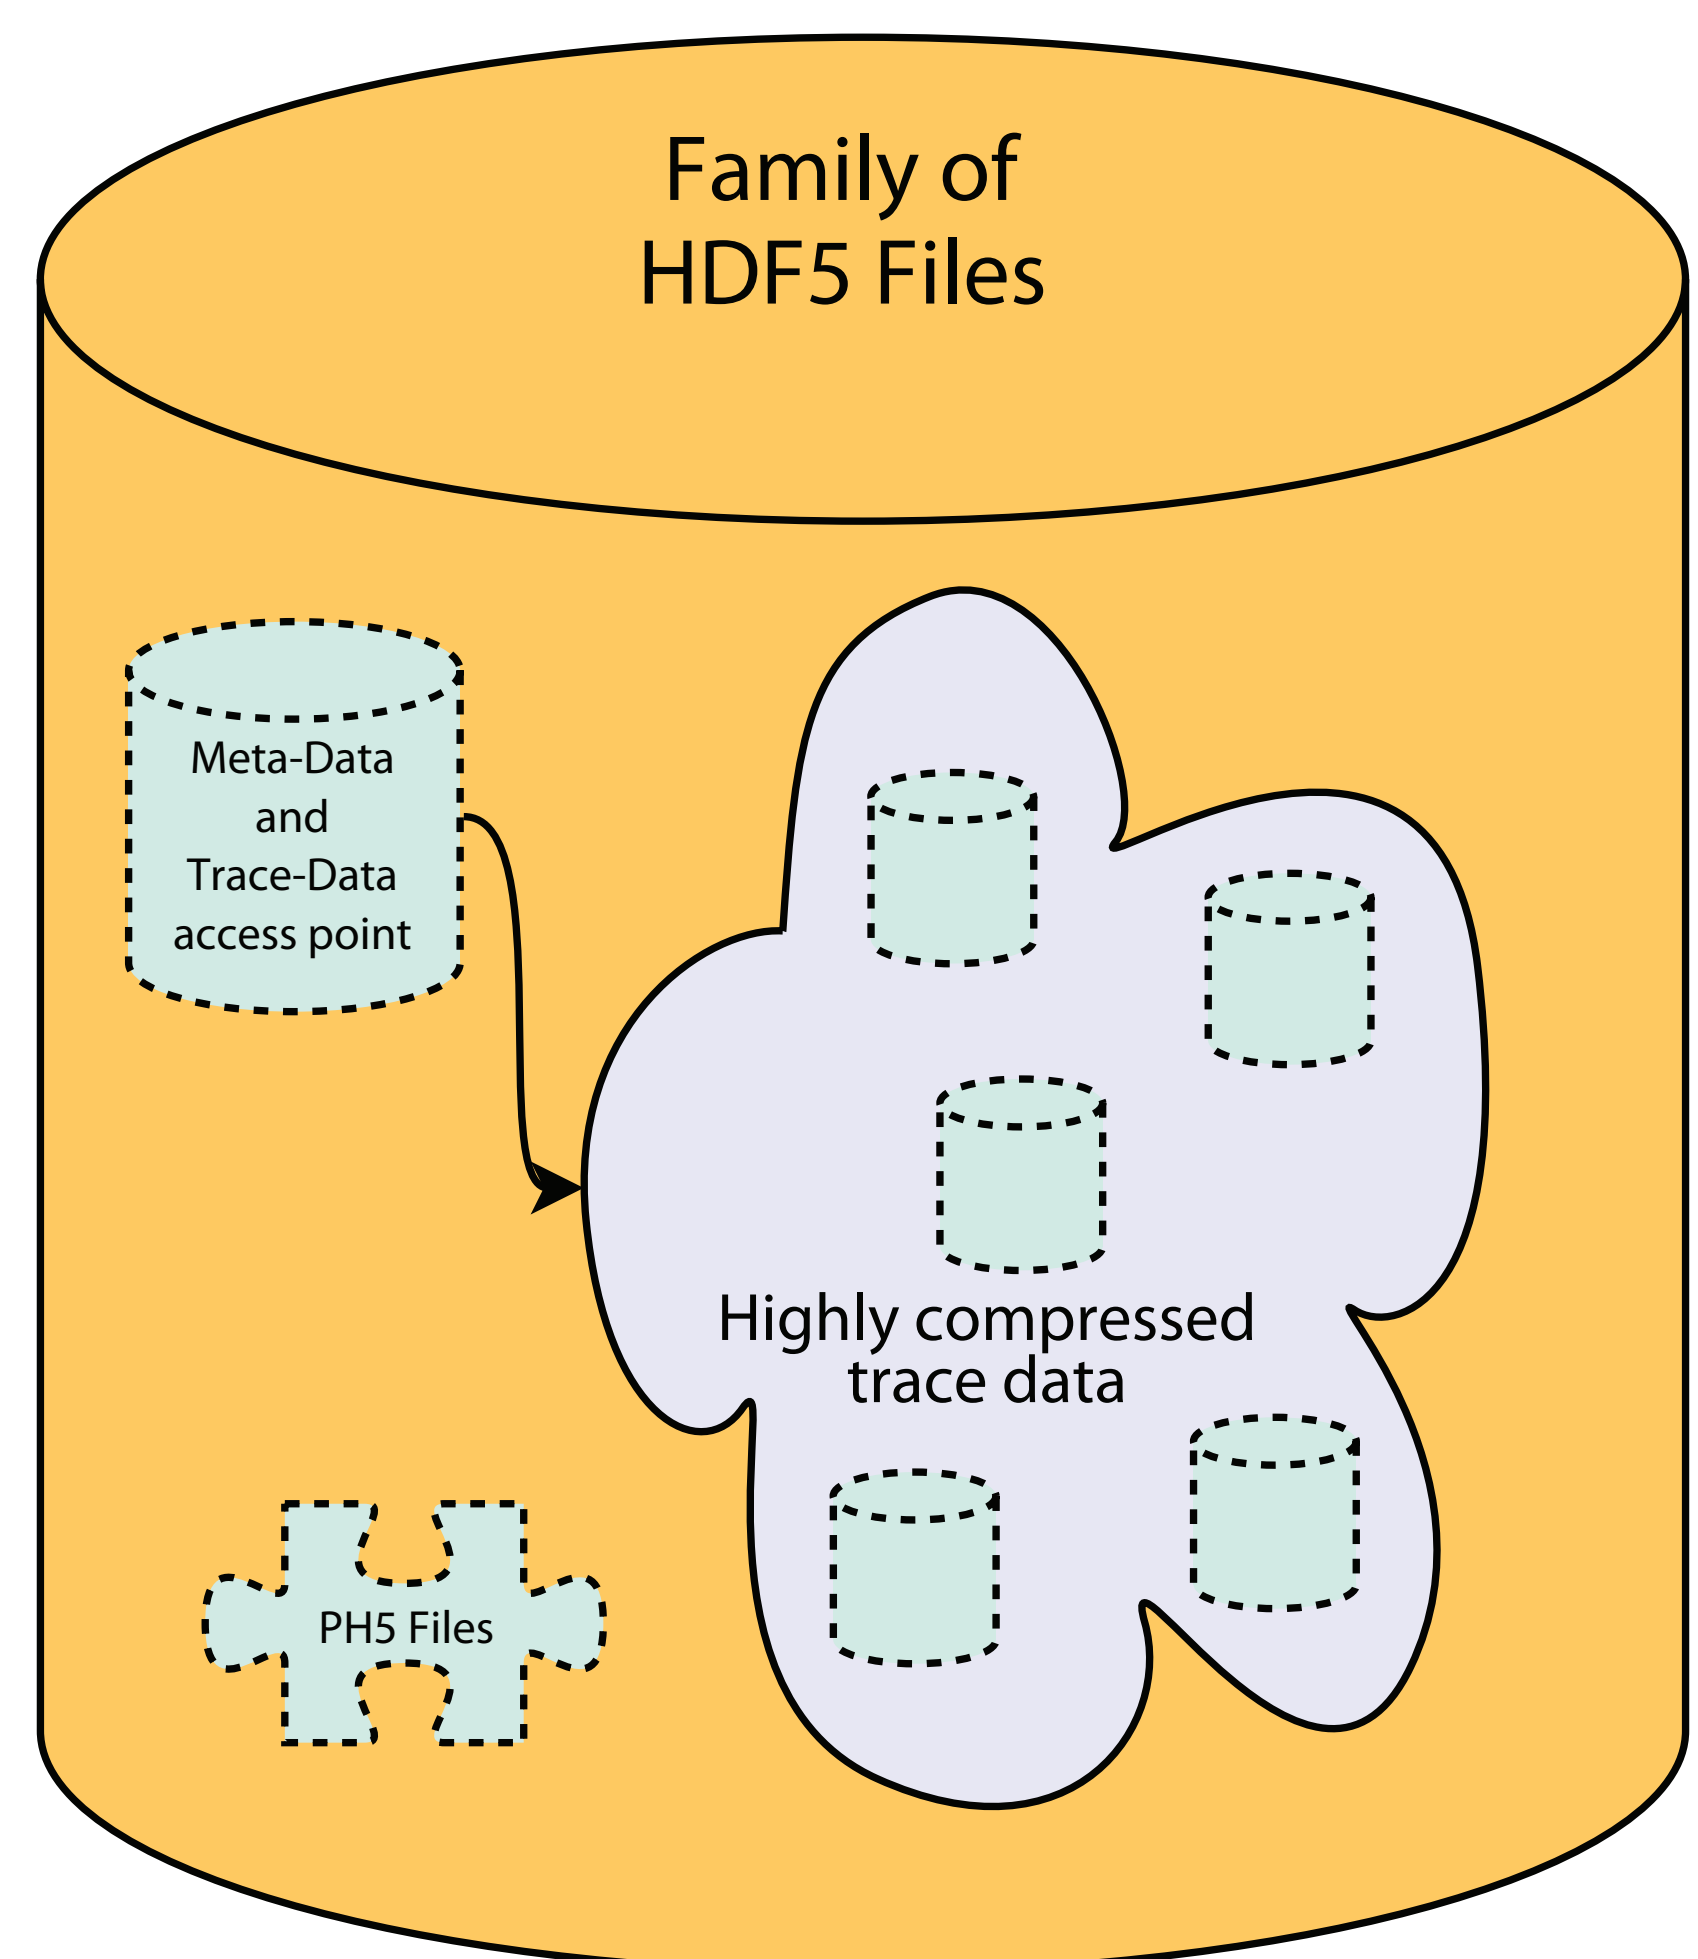 Family of
HDF5 Files
Meta-Data
and
Trace-Data
access point
Highly compressed
trace data
PH5 Files